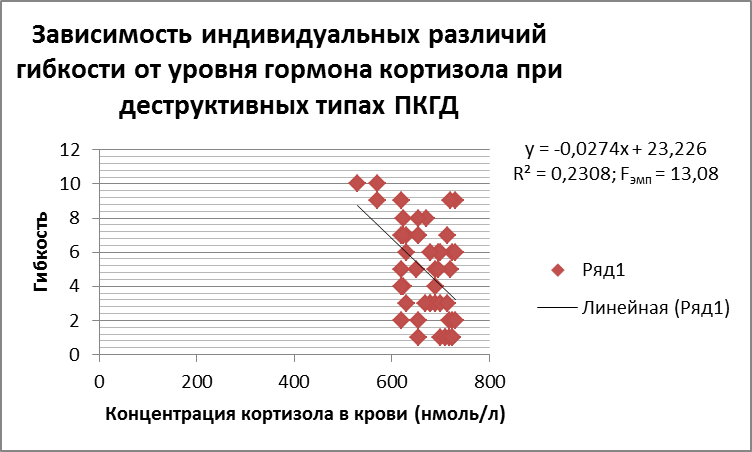 Зависимость индивидуальных различий
гибкости от уровня гормона кортизола при
деструктивных типах ПКГД
y = -0,0274x + 23,226
R² = 0,2308; Fэмп = 13,08
12
10
8
6
4
2
0
Гибкость
0 200 400 600 800
Концентрация кортизола в крови (нмоль/л)
Ряд1
Линейная (Ряд1)